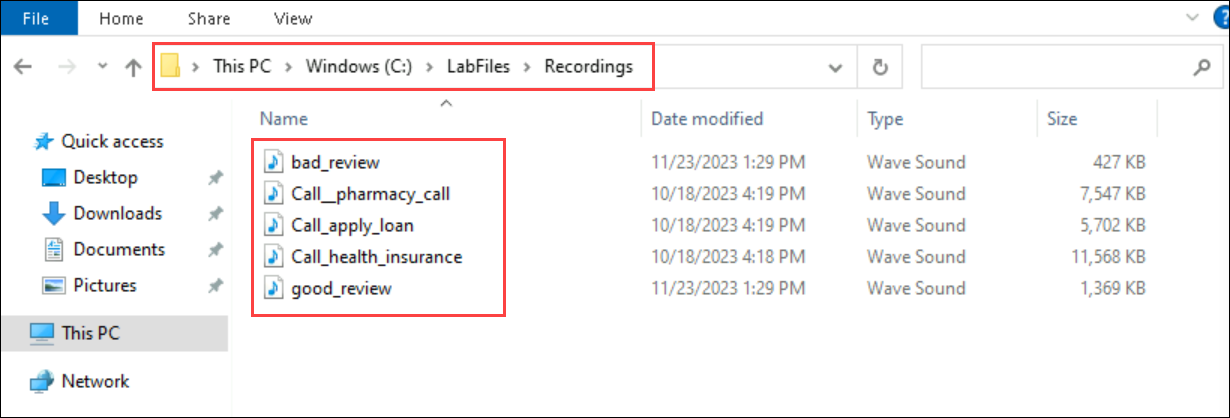 File Home Share View
This PC > Windows (C:) > LabFiles > Recordings
Name Date modified Type Size
Quick access
Desktop
Downloads
Documents
Pictures
This PC
Network
bad_review 11/23/2023 1:29 PM Wave Sound 427 KB
Call__pharmacy_call 10/18/2023 4:19 PM Wave Sound 7,547 KB
Call_apply_loan 10/18/2023 4:19 PM Wave Sound 5,702 KB
Call_health_insurance 10/18/2023 4:18 PM Wave Sound 11,568 KB
good_review 11/23/2023 1:29 PM Wave Sound 1,369 KB